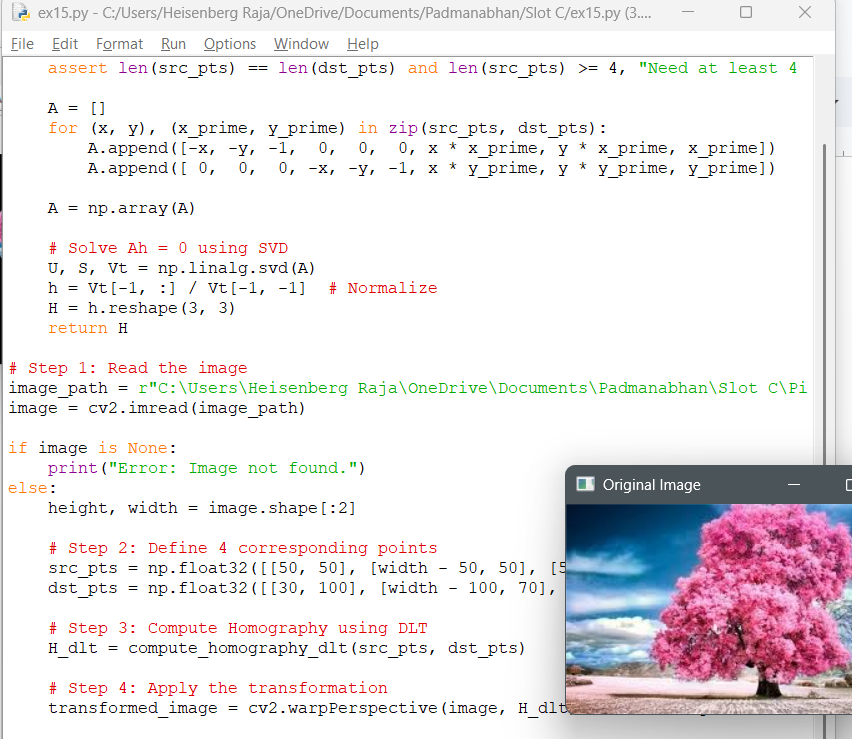 ex15.py - C:/Users/Heisenberg Raja/OneDrive/Documents/Padmanabhan/Slot C/ex15.py (3....
File Edit Format Run Options Window Help
    assert len(src_pts) == len(dst_pts) and len(src_pts) >= 4, "Need at least 4
    A = []
    for (x, y), (x_prime, y_prime) in zip(src_pts, dst_pts):
        A.append([-x, -y, -1,  0,  0,  0, x * x_prime, y * x_prime, x_prime])
        A.append([ 0,  0,  0, -x, -y, -1, x * y_prime, y * y_prime, y_prime])
    A = np.array(A)
    # Solve Ah = 0 using SVD
    U, S, Vt = np.linalg.svd(A)
    h = Vt[-1, :] / Vt[-1, -1]  # Normalize
    H = h.reshape(3, 3)
    return H
# Step 1: Read the image
image_path = r"C:\Users\Heisenberg Raja\OneDrive\Documents\Padmanabhan\Slot C\Pi
image = cv2.imread(image_path)
if image is None:
    print("Error: Image not found.")
else:
    height, width = image.shape[:2]
    # Step 2: Define 4 corresponding points
    src_pts = np.float32([[50, 50], [width - 50, 50], [5
    dst_pts = np.float32([[30, 100], [width - 100, 70],
    # Step 3: Compute Homography using DLT
    H_dlt = compute_homography_dlt(src_pts, dst_pts)
    # Step 4: Apply the transformation
    transformed_image = cv2.warpPerspective(image, H_dlt
Original Image